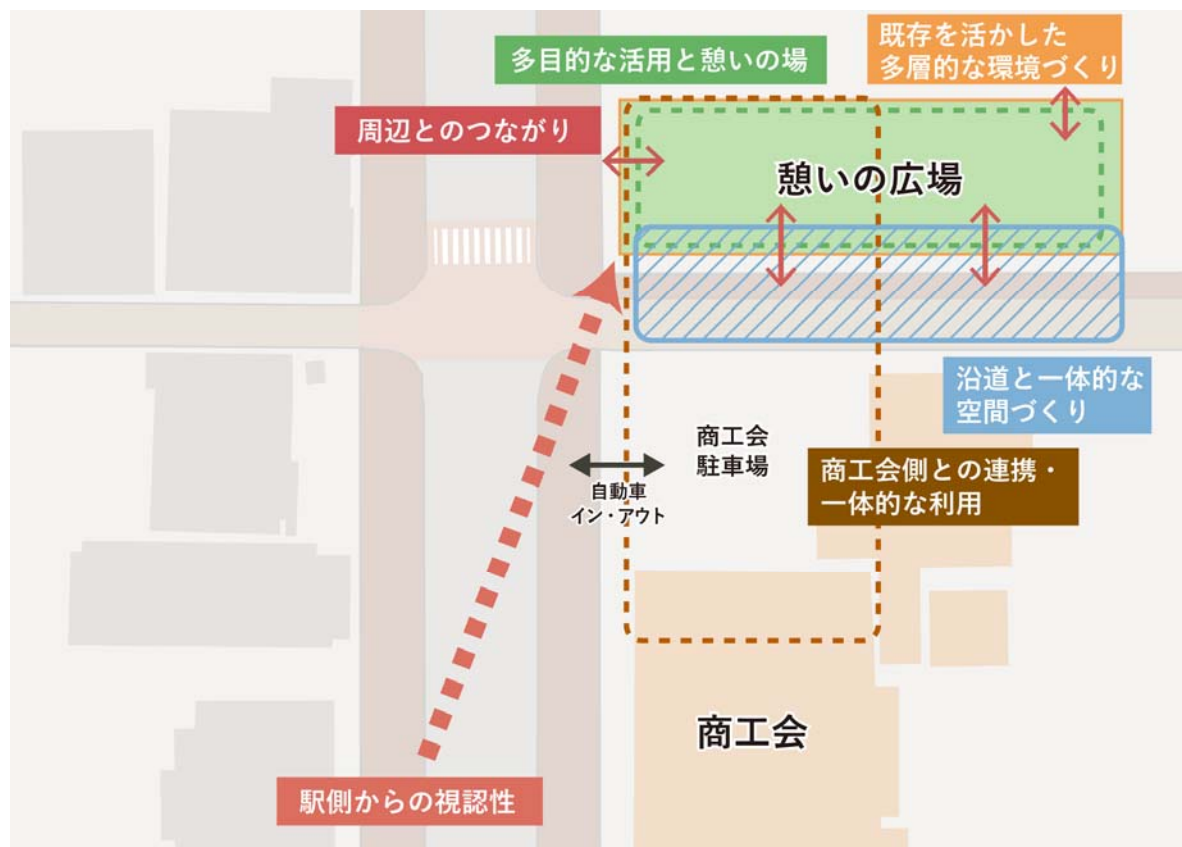 多目的な活用と憩いの場
既存を活かした
多層的な環境づくり
周辺とのつながり
憩いの広場
沿道と一体的な
空間づくり
商工会
駐車場
自動車
イン・アウト
商工会側との連携・
一体的な利用
商工会
駅側からの視認性